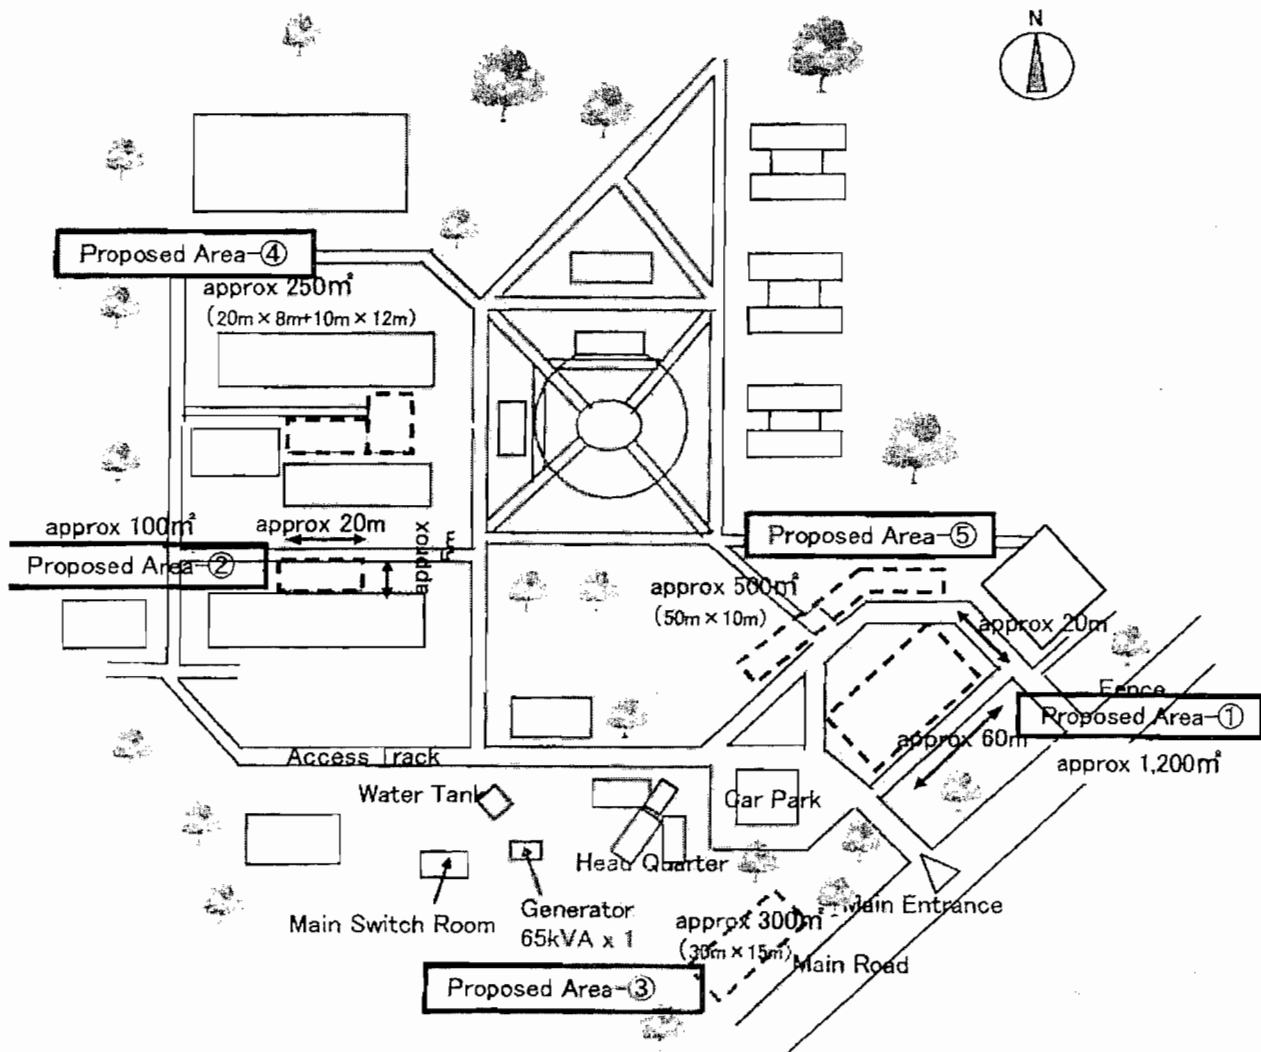 N
Proposed Area-④
approx 250㎡
(20m×8m+10m×12m)
approx 100㎡
approx 20m
approx
Proposed Area-②
Proposed Area-⑤
approx 500㎡
(50m×10m)
approx 20m
Fence
Proposed Area-①
approx 60m
approx 1,200㎡
Access Track
Water Tank
Car Park
Head Quarter
Main Switch Room
Generator
65kVA x 1
approx 300㎡
(30m×15m)
Main Entrance
Main Road
Proposed Area-③